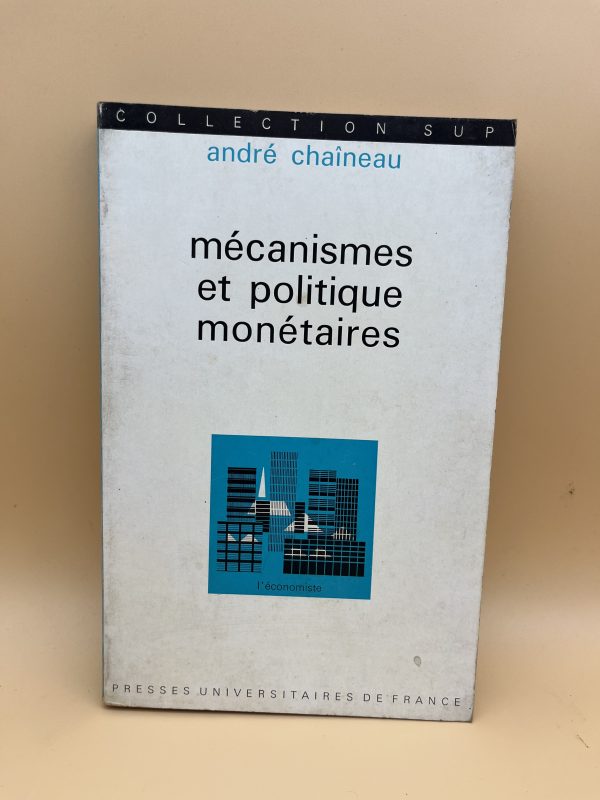 COLLECTION SUP
andré chaîneau
mécanismes
et politique
monétaires
l'économiste
PRESSES UNIVERSITAIRES DE FRANCE